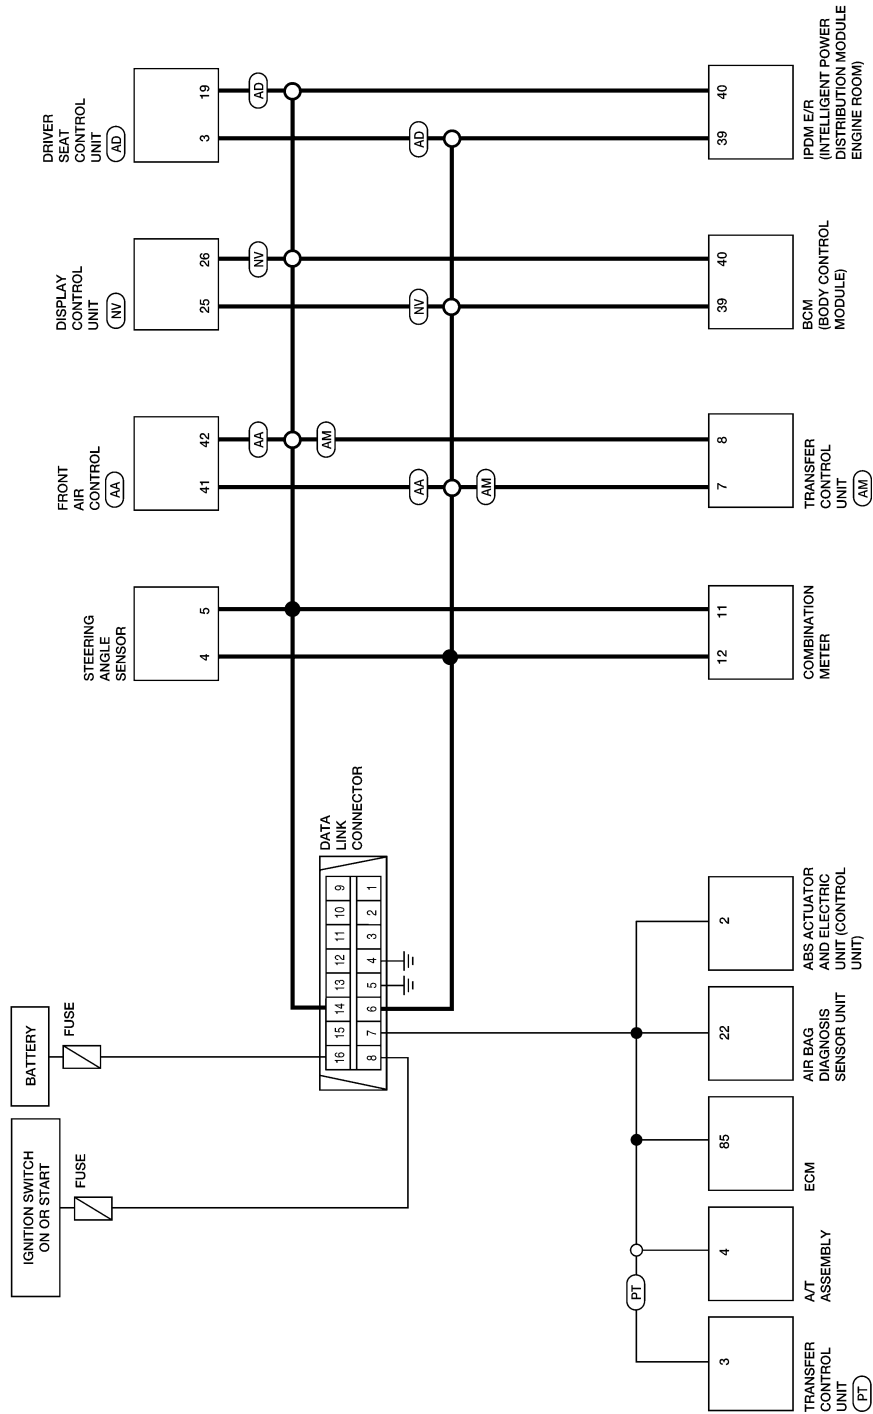 IGNITION SWITCH
ON OR START
FUSE
BATTERY
FUSE
STEERING
ANGLE
SENSOR
4
5
FRONT
AIR
CONTROL
AA
41
42
DISPLAY
CONTROL
UNIT
NV
25
26
DRIVER
SEAT
CONTROL
UNIT
AD
3
19
AA
NV
AD
AM
DATA
LINK
CONNECTOR
16 15 14 13 12 11 10 9
8 7 6 5 4 3 2 1
AA
NV
AD
AM
PT
3
TRANSFER
CONTROL
UNIT
PT
4
A/T
ASSEMBLY
85
ECM
22
AIR BAG
DIAGNOSIS
SENSOR UNIT
2
ABS ACTUATOR
AND ELECTRIC
UNIT (CONTROL
UNIT)
12
11
COMBINATION
METER
7
8
TRANSFER
CONTROL
UNIT
AM
39
40
BCM
(BODY CONTROL
MODULE)
39
40
IPDM E/R
(INTELLIGENT POWER
DISTRIBUTION MODULE
ENGINE ROOM)